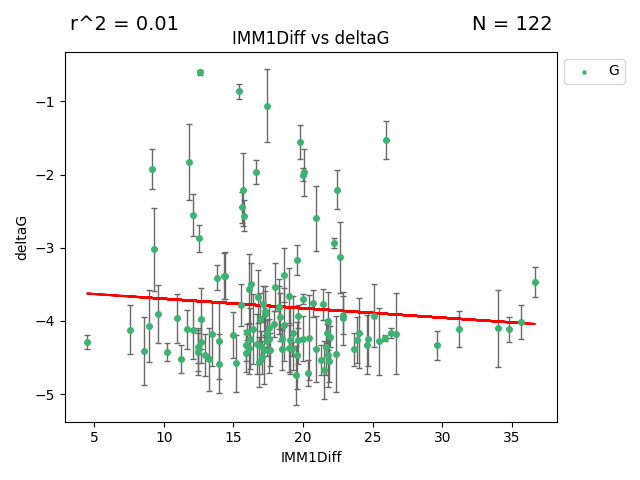 r^2 = 0.01
N = 122
IMM1Diff vs deltaG
G
deltaG
−1
−2
−3
−4
−5
5 10 15 20 25 30 35
IMM1Diff